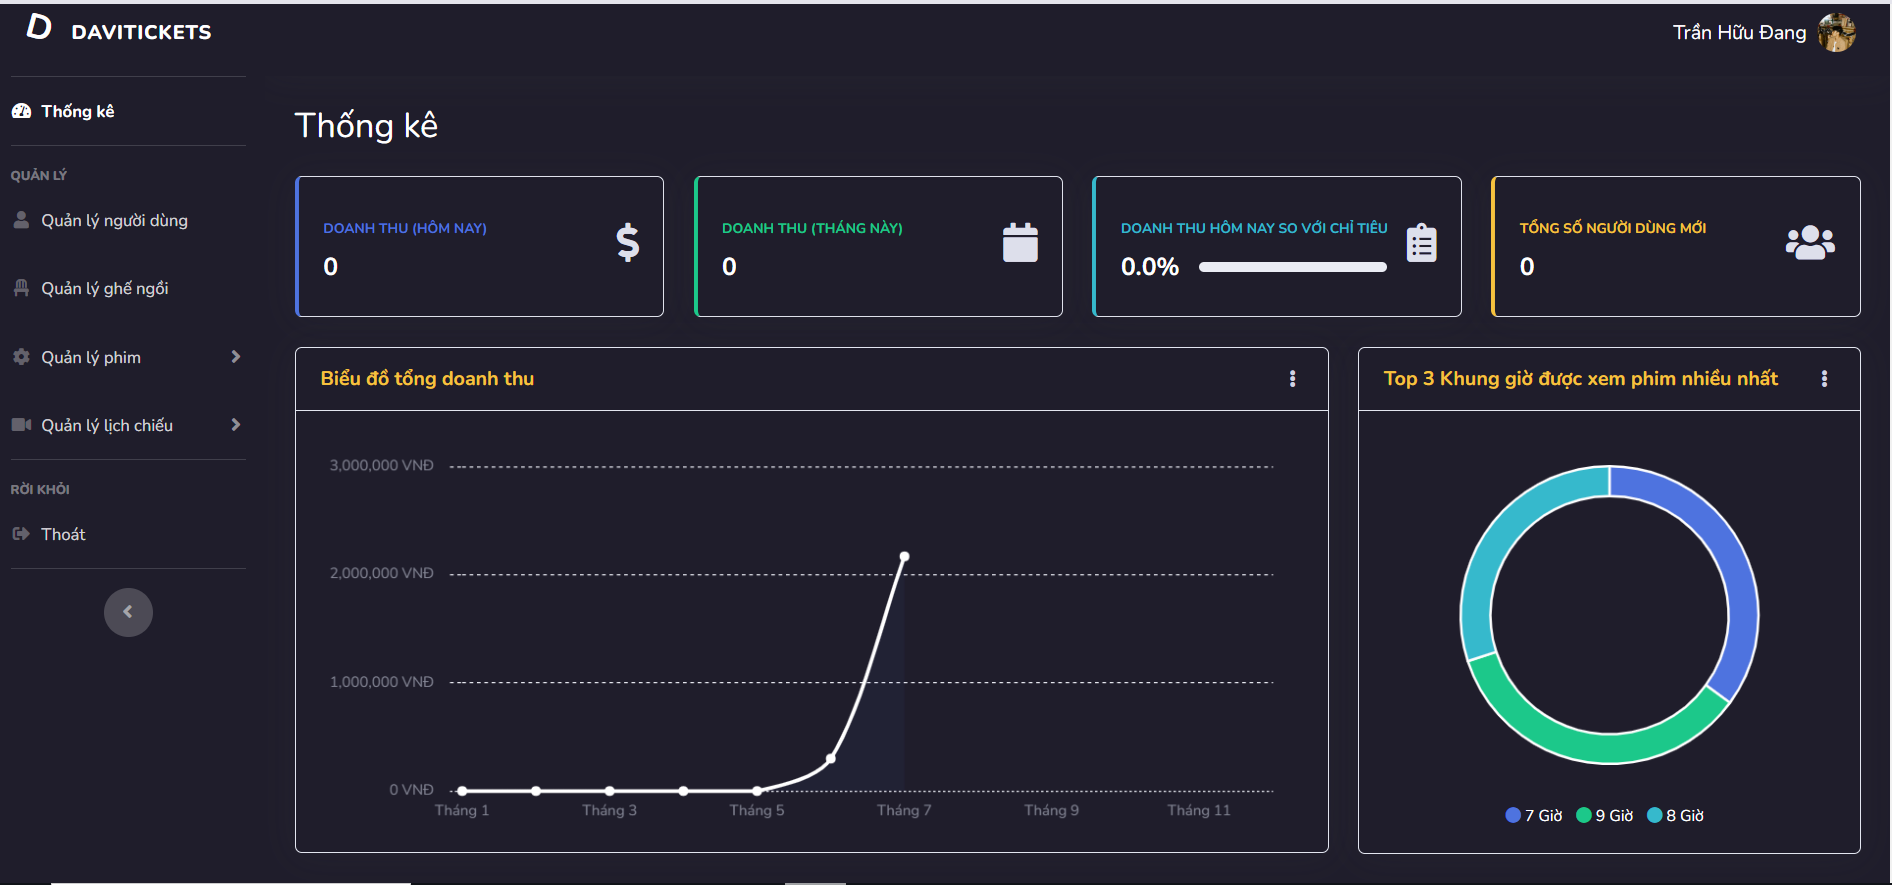 D DAVITICKETS
Trần Hữu Đang
Thống kê
QUẢN LÝ
Quản lý người dùng
Quản lý ghế ngồi
Quản lý phim
Quản lý lịch chiếu
RỜI KHỎI
Thoát
Thống kê
DOANH THU (HÔM NAY)
0
DOANH THU (THÁNG NÀY)
0
DOANH THU HÔM NAY SO VỚI CHỈ TIÊU
0.0%
TỔNG SỐ NGƯỜI DÙNG MỚI
0
Biểu đồ tổng doanh thu
3,000,000 VNĐ
2,000,000 VNĐ
1,000,000 VNĐ
0 VNĐ
Tháng 1 Tháng 3 Tháng 5 Tháng 7 Tháng 9 Tháng 11
Top 3 Khung giờ được xem phim nhiều nhất
7 Giờ 9 Giờ 8 Giờ